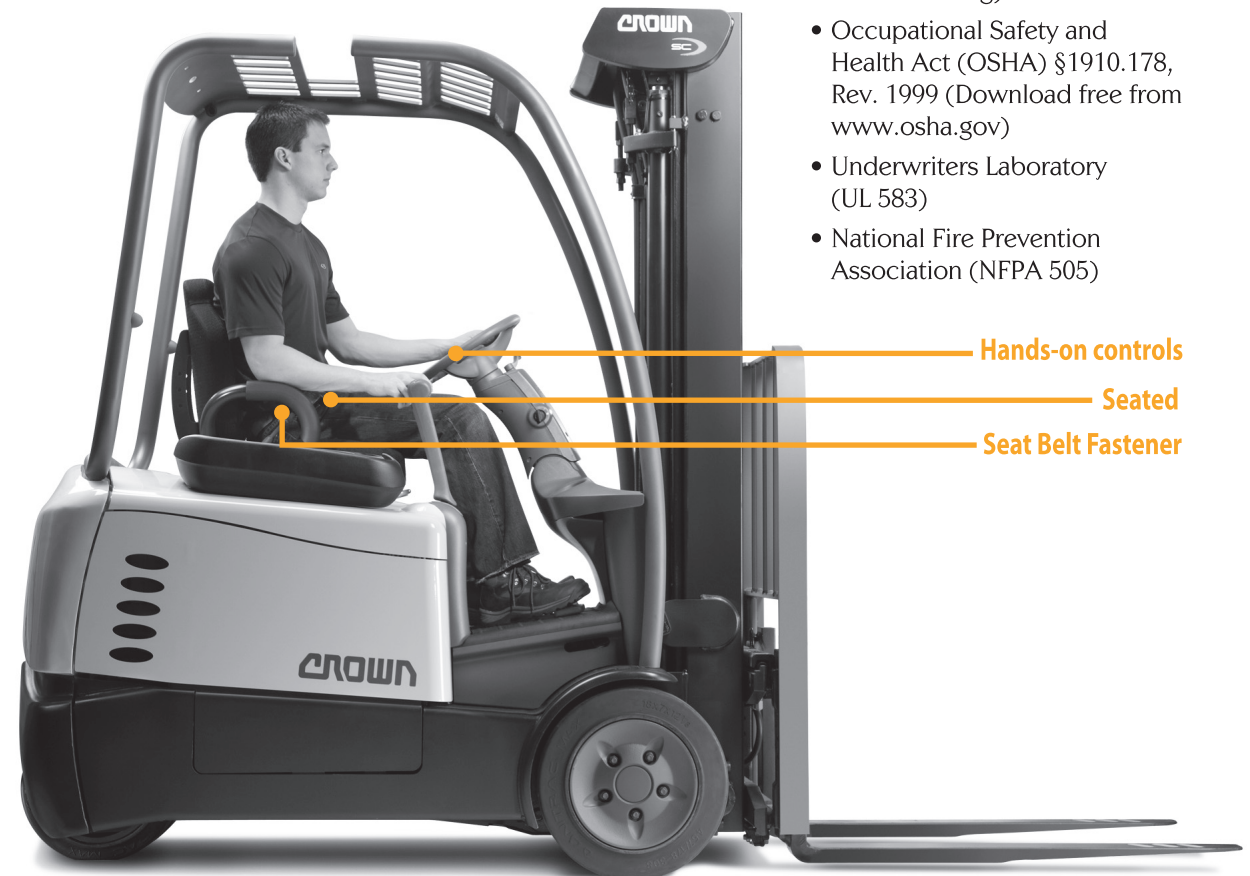 CROWN
SC
• Occupational Safety and
Health Act (OSHA) §1910.178,
Rev. 1999 (Download free from
www.osha.gov)
• Underwriters Laboratory
(UL 583)
• National Fire Prevention
Association (NFPA 505)
Hands-on controls
Seated
Seat Belt Fastener
CROWN